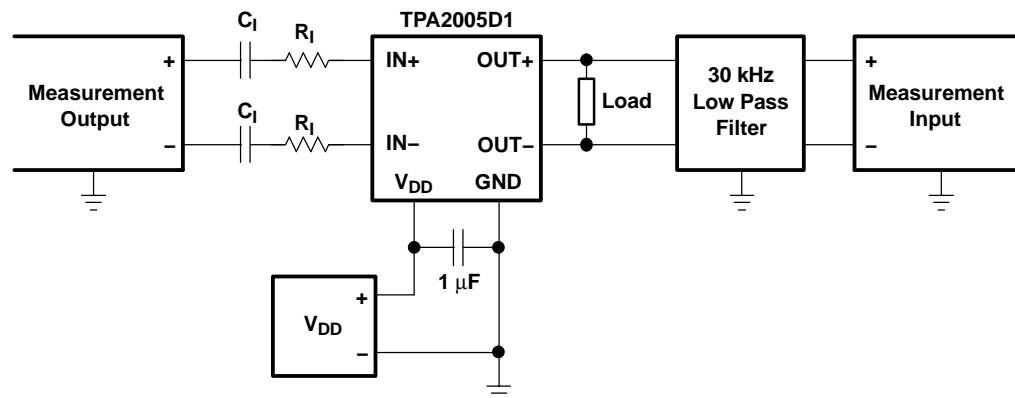 TPA2005D1
C_I
R_I
+
IN+
OUT+
+
Measurement
Output
30 kHz
Low Pass
Filter
Measurement
Input
Load
C_I
R_I
−
IN−
OUT−
−
V_DD
GND
1 μF
+
V_DD
−